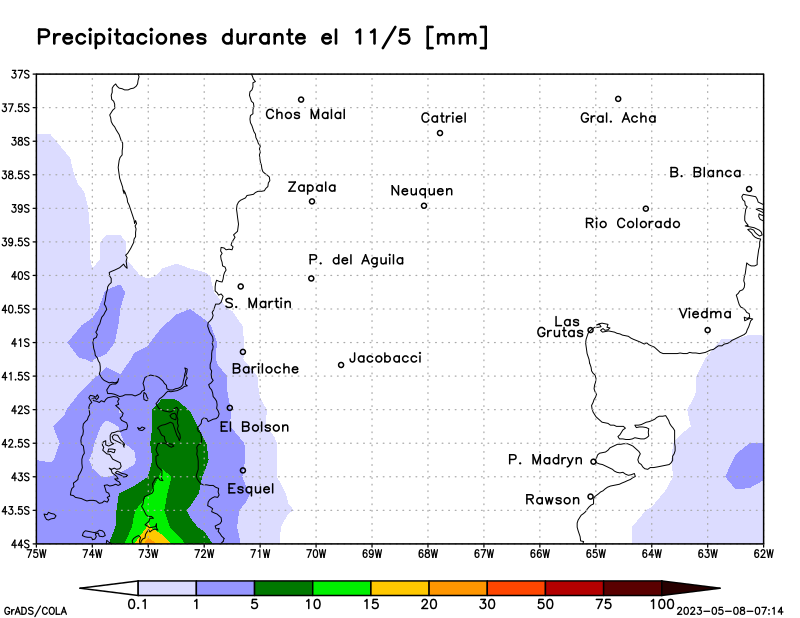 Precipitaciones durante el 11/5 [mm]
37S
37.5S
38S
38.5S
39S
39.5S
40S
40.5S
41S
41.5S
42S
42.5S
43S
43.5S
44S
Chos Malal
Catriel
Gral. Acha
B. Blanca
Zapala
Neuquen
Rio Colorado
P. del Aguila
S. Martin
Viedma
Las
Grutas
Jacobacci
Bariloche
El Bolson
P. Madryn
Esquel
Rawson
75W 74W 73W 72W 71W 70W 69W 68W 67W 66W 65W 64W 63W 62W
0.1 1 5 10 15 20 30 50 75 100
GrADS/COLA
2023-05-08-07:14